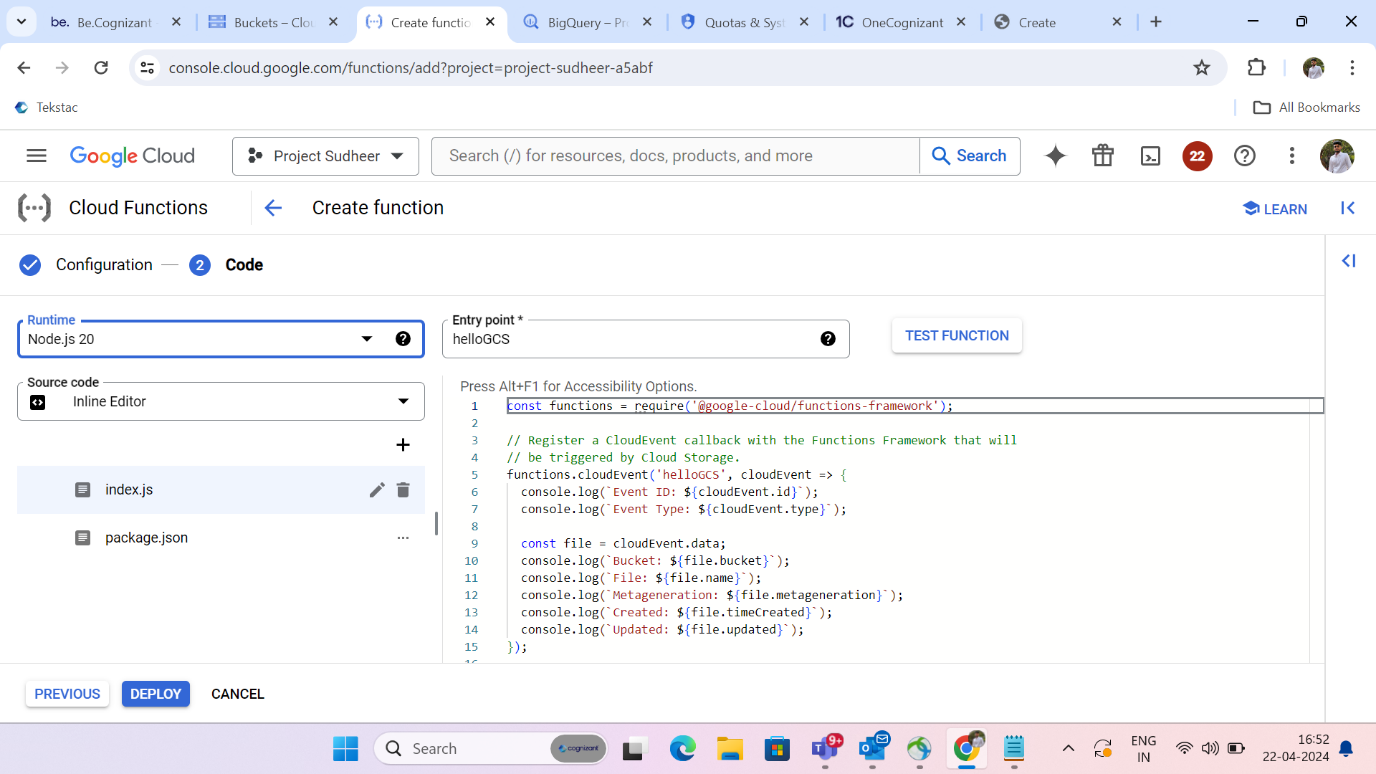 be. Be.Cognizant
Buckets – Clou
Create functio
BigQuery – Pr
Quotas & Syst
1C OneCognizant
Create
console.cloud.google.com/functions/add?project=project-sudheer-a5abf
Tekstac
All Bookmarks
Google Cloud
Project Sudheer
Search (/) for resources, docs, products, and more
Search
22
Cloud Functions
Create function
LEARN
Configuration
2 Code
Runtime
Node.js 20
Entry point *
helloGCS
TEST FUNCTION
Source code
Inline Editor
index.js
package.json
Press Alt+F1 for Accessibility Options.
1 const functions = require('@google-cloud/functions-framework');
2
3 // Register a CloudEvent callback with the Functions Framework that will
4 // be triggered by Cloud Storage.
5 functions.cloudEvent('helloGCS', cloudEvent => {
6 console.log(`Event ID: ${cloudEvent.id}`);
7 console.log(`Event Type: ${cloudEvent.type}`);
8
9 const file = cloudEvent.data;
10 console.log(`Bucket: ${file.bucket}`);
11 console.log(`File: ${file.name}`);
12 console.log(`Metageneration: ${file.metageneration}`);
13 console.log(`Created: ${file.timeCreated}`);
14 console.log(`Updated: ${file.updated}`);
15 });
16
PREVIOUS
DEPLOY
CANCEL
Search
cognizant
9+
ENG
IN
16:52
22-04-2024